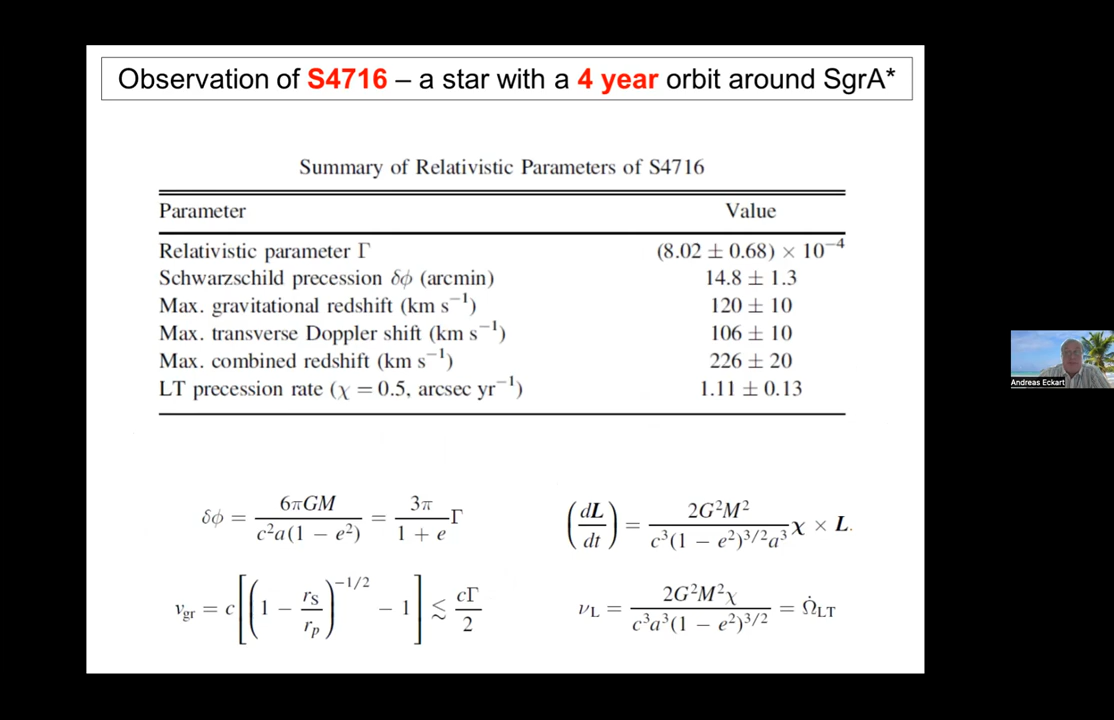 Observation of S4716 – a star with a 4 year orbit around SgrA*
Summary of Relativistic Parameters of S4716
Parameter Value
Relativistic parameter Γ (8.02 ± 0.68) × 10⁻⁴
Schwarzschild precession δϕ (arcmin) 14.8 ± 1.3
Max. gravitational redshift (km s⁻¹) 120 ± 10
Max. transverse Doppler shift (km s⁻¹) 106 ± 10
Max. combined redshift (km s⁻¹) 226 ± 20
LT precession rate (χ = 0.5, arcsec yr⁻¹) 1.11 ± 0.13
δϕ = 6πGM / c²a(1 − e²) = 3π / 1 + e Γ
(dL / dt) = 2G²M² / c³(1 − e²)^3/2 a³ χ × L.
v_gr = c[(1 − r_S / r_p)^−1/2 − 1] ≲ cΓ / 2
ν_L = 2G²M²χ / c³a³(1 − e²)^3/2 = Ω̇_LT
Andreas Eckart